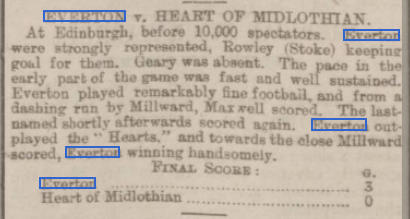 EVERTON v. HEART OF MIDLOTHIAN.
At Edinburgh, before 10,000 spectators. Everton
were strongly represented, Rowley (Stoke) keeping
goal for them. Geary was absent. The pace in the
early part of the game was fast and well sustained.
Everton played remarkably fine football, and from a
dashing run by Millward, Maxwell scored. The last-
named shortly afterwards scored again. Everton out-
played the "Hearts," and towards the close Millward
scored, Everton winning handsomely.
FINAL SCORE:
G.
Everton .................................... 3
Heart of Midlothian ........................ 0